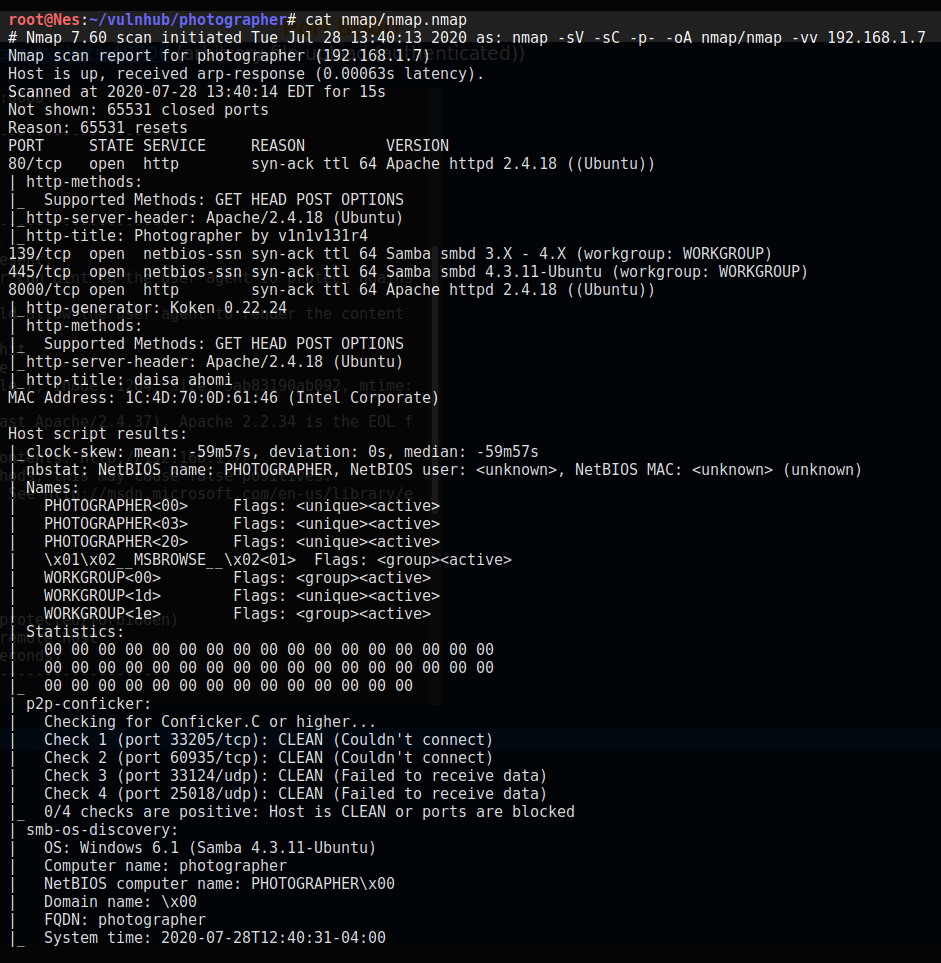 root@Nes:~/vulnhub/photographer# cat nmap/nmap.nmap
# Nmap 7.60 scan initiated Tue Jul 28 13:40:13 2020 as: nmap -sV -sC -p- -oA nmap/nmap -vv 192.168.1.7
Nmap scan report for photographer (192.168.1.7)
Host is up, received arp-response (0.00063s latency).
Scanned at 2020-07-28 13:40:14 EDT for 15s
Not shown: 65531 closed ports
Reason: 65531 resets
PORT     STATE SERVICE     REASON         VERSION
80/tcp   open  http        syn-ack ttl 64 Apache httpd 2.4.18 ((Ubuntu))
| http-methods:
|_  Supported Methods: GET HEAD POST OPTIONS
|_http-server-header: Apache/2.4.18 (Ubuntu)
|_http-title: Photographer by v1n1v131r4
139/tcp  open  netbios-ssn syn-ack ttl 64 Samba smbd 3.X - 4.X (workgroup: WORKGROUP)
445/tcp  open  netbios-ssn syn-ack ttl 64 Samba smbd 4.3.11-Ubuntu (workgroup: WORKGROUP)
8000/tcp open  http        syn-ack ttl 64 Apache httpd 2.4.18 ((Ubuntu))
|_http-generator: Koken 0.22.24
| http-methods:
|_  Supported Methods: GET HEAD POST OPTIONS
|_http-server-header: Apache/2.4.18 (Ubuntu)
|_http-title: daisa ahomi
MAC Address: 1C:4D:70:0D:61:46 (Intel Corporate)

Host script results:
|_clock-skew: mean: -59m57s, deviation: 0s, median: -59m57s
| nbstat: NetBIOS name: PHOTOGRAPHER, NetBIOS user: <unknown>, NetBIOS MAC: <unknown> (unknown)
| Names:
|   PHOTOGRAPHER<00>     Flags: <unique><active>
|   PHOTOGRAPHER<03>     Flags: <unique><active>
|   PHOTOGRAPHER<20>     Flags: <unique><active>
|   \x01\x02__MSBROWSE__\x02<01>  Flags: <group><active>
|   WORKGROUP<00>        Flags: <group><active>
|   WORKGROUP<1d>        Flags: <unique><active>
|   WORKGROUP<1e>        Flags: <group><active>
| Statistics:
|   00 00 00 00 00 00 00 00 00 00 00 00 00 00 00 00 00
|   00 00 00 00 00 00 00 00 00 00 00 00 00 00 00 00 00
|_  00 00 00 00 00 00 00 00 00 00 00 00 00 00
| p2p-conficker:
|   Checking for Conficker.C or higher...
|   Check 1 (port 33205/tcp): CLEAN (Couldn't connect)
|   Check 2 (port 60935/tcp): CLEAN (Couldn't connect)
|   Check 3 (port 33124/udp): CLEAN (Failed to receive data)
|   Check 4 (port 25018/udp): CLEAN (Failed to receive data)
|_  0/4 checks are positive: Host is CLEAN or ports are blocked
| smb-os-discovery:
|   OS: Windows 6.1 (Samba 4.3.11-Ubuntu)
|   Computer name: photographer
|   NetBIOS computer name: PHOTOGRAPHER\x00
|   Domain name: \x00
|   FQDN: photographer
|_  System time: 2020-07-28T12:40:31-04:00